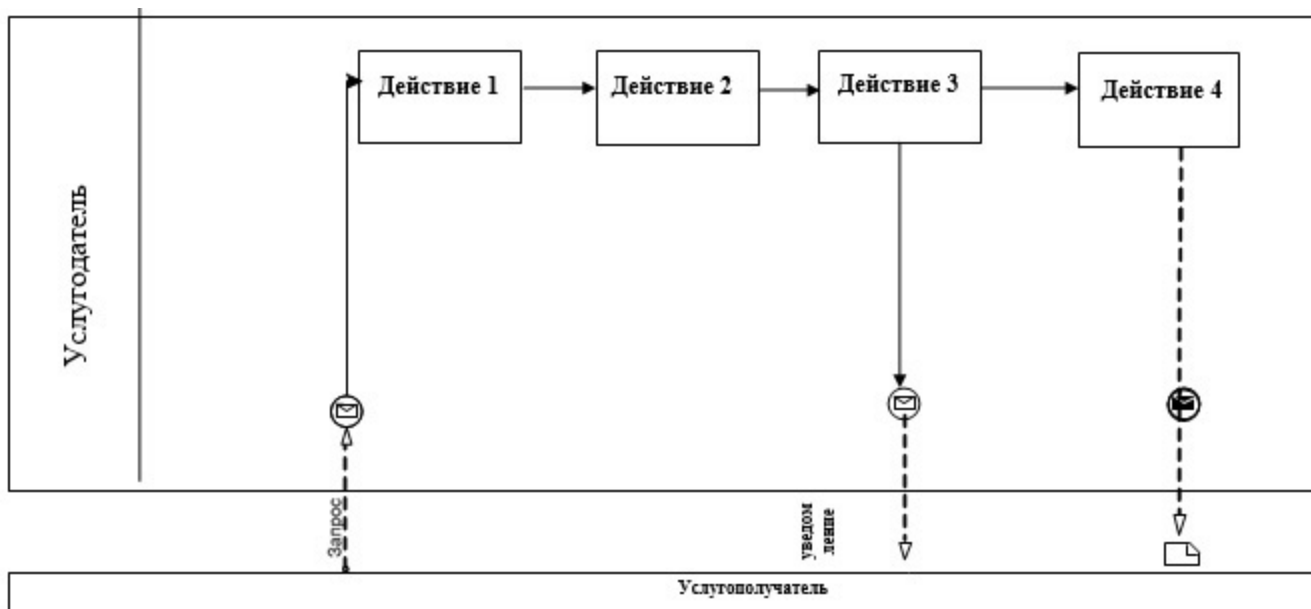 Действие 1
Действие 2
Действие 3
Действие 4
Услугодатель
Запрос
уведом
ление
Услугополучатель